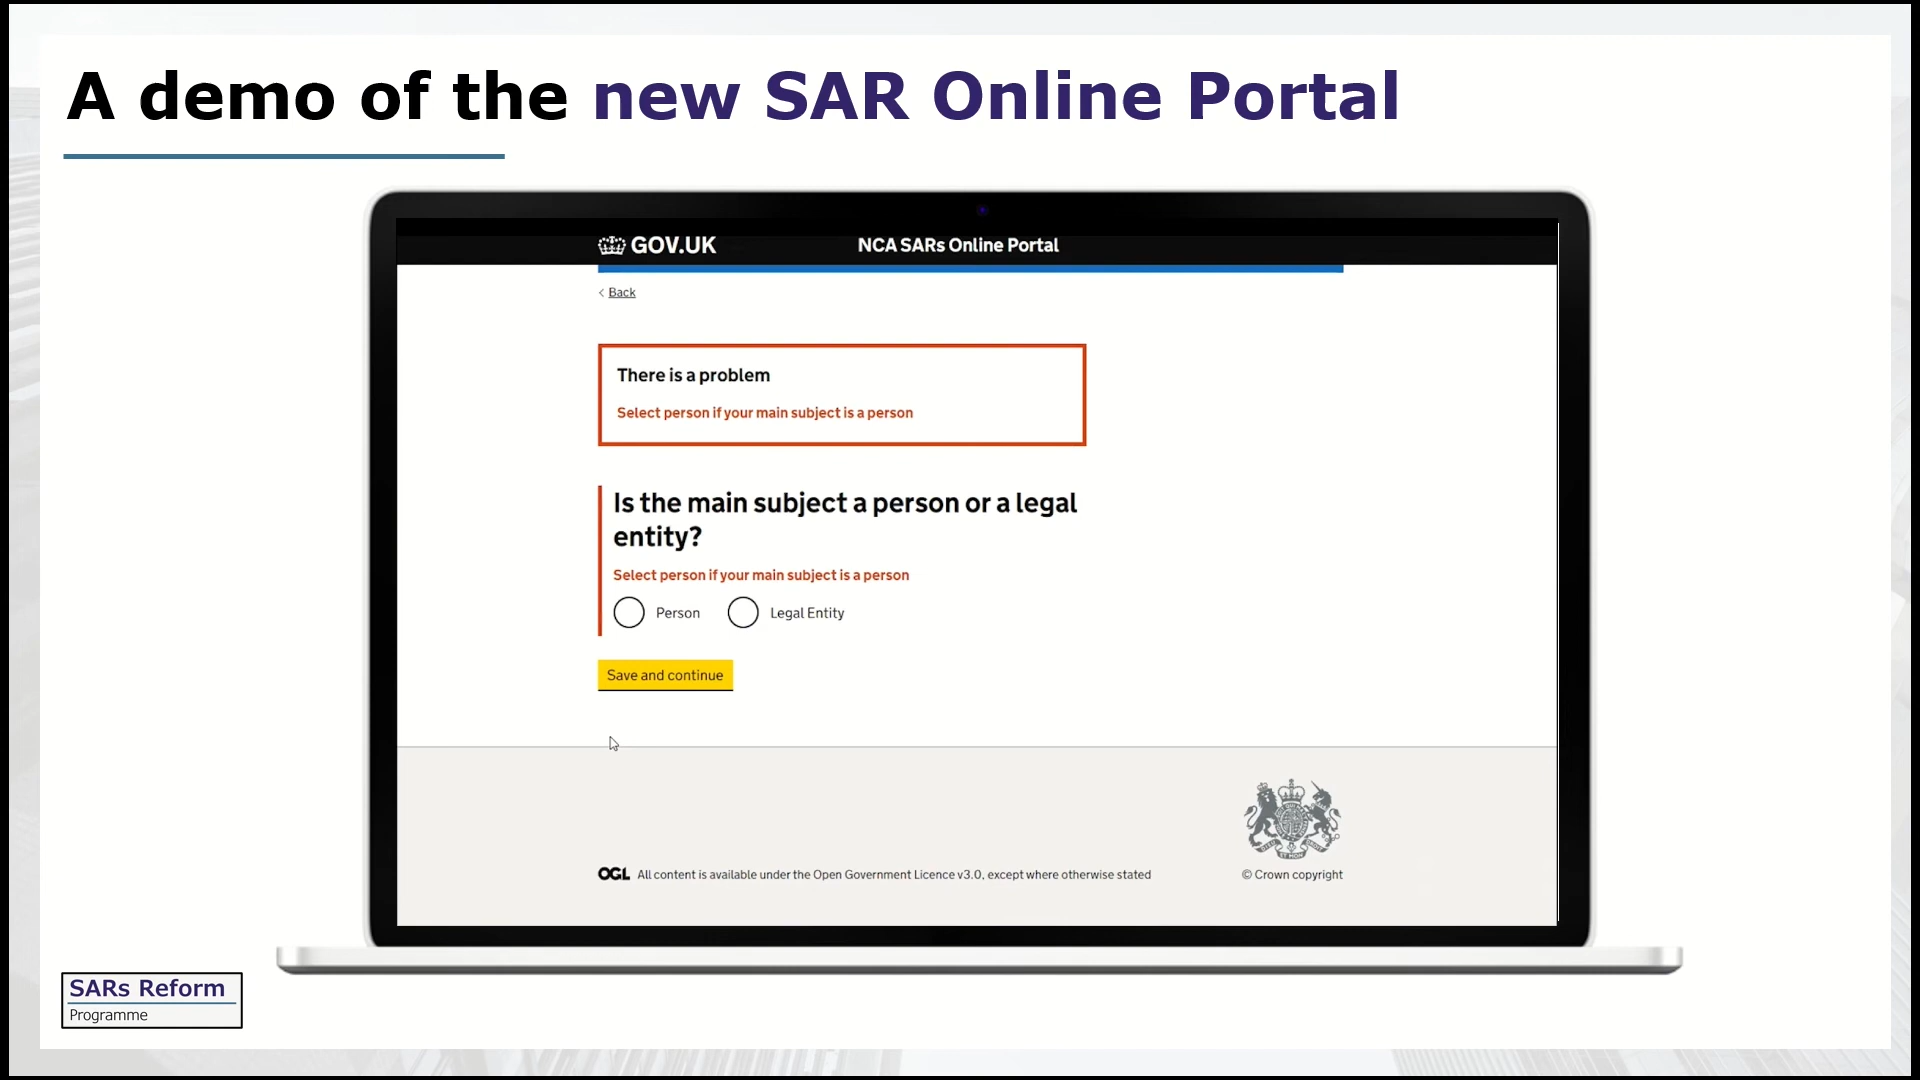 A demo of the new SAR Online Portal
GOV.UK
NCA SARs Online Portal
< Back
There is a problem
Select person if your main subject is a person
Is the main subject a person or a legal
entity?
Select person if your main subject is a person
Person
Legal Entity
Save and continue
OGL All content is available under the Open Government Licence v3.0, except where otherwise stated
© Crown copyright
SARs Reform
Programme